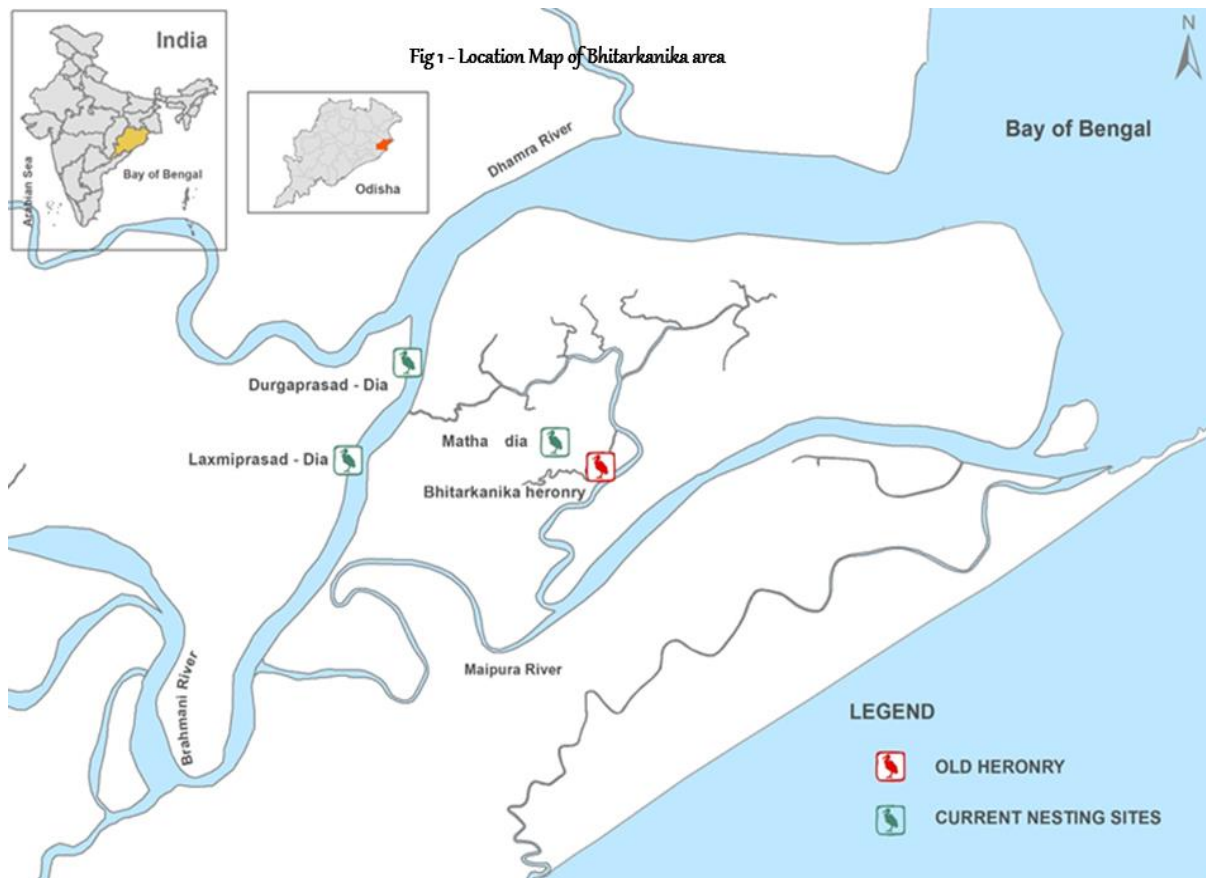 Fig 1 - Location Map of Bhitarkanika area
India
Arabian Sea
Bay of Bengal
Odisha
N
Bay of Bengal
Dhamra River
Durgaprasad - Dia
Laxmiprasad - Dia
Matha dia
Bhitarkanika heronry
Maipura River
Brahmani River
LEGEND
OLD HERONRY
CURRENT NESTING SITES